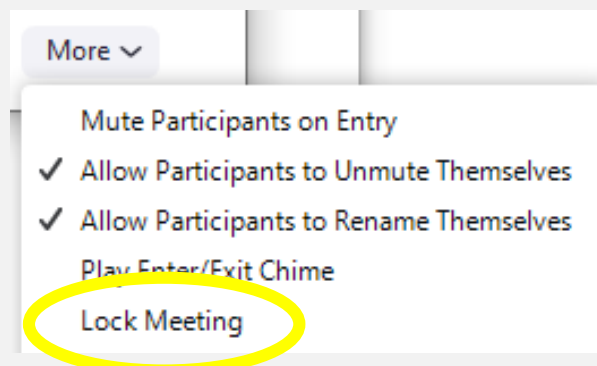 More
Mute Participants on Entry
Allow Participants to Unmute Themselves
Allow Participants to Rename Themselves
Play Enter/Exit Chime
Lock Meeting